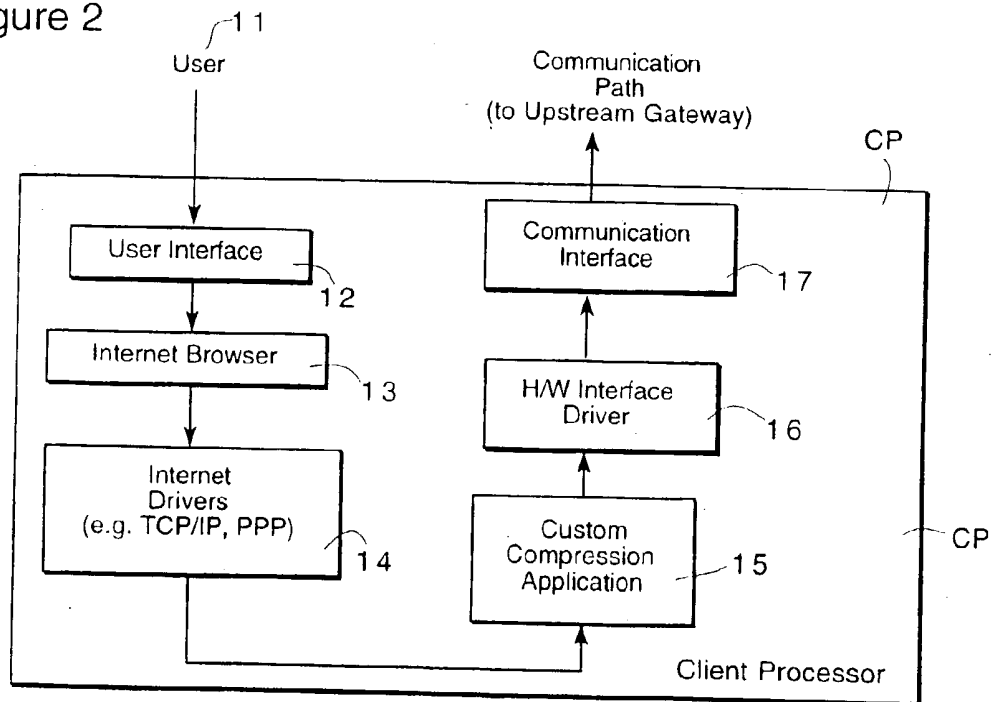 gure 2
11
User
Communication
Path
(to Upstream Gateway)
CP
User Interface
12
Internet Browser
13
Internet
Drivers
(e.g. TCP/IP, PPP)
14
Communication
Interface
17
H/W Interface
Driver
16
Custom
Compression
Application
15
CP
Client Processor